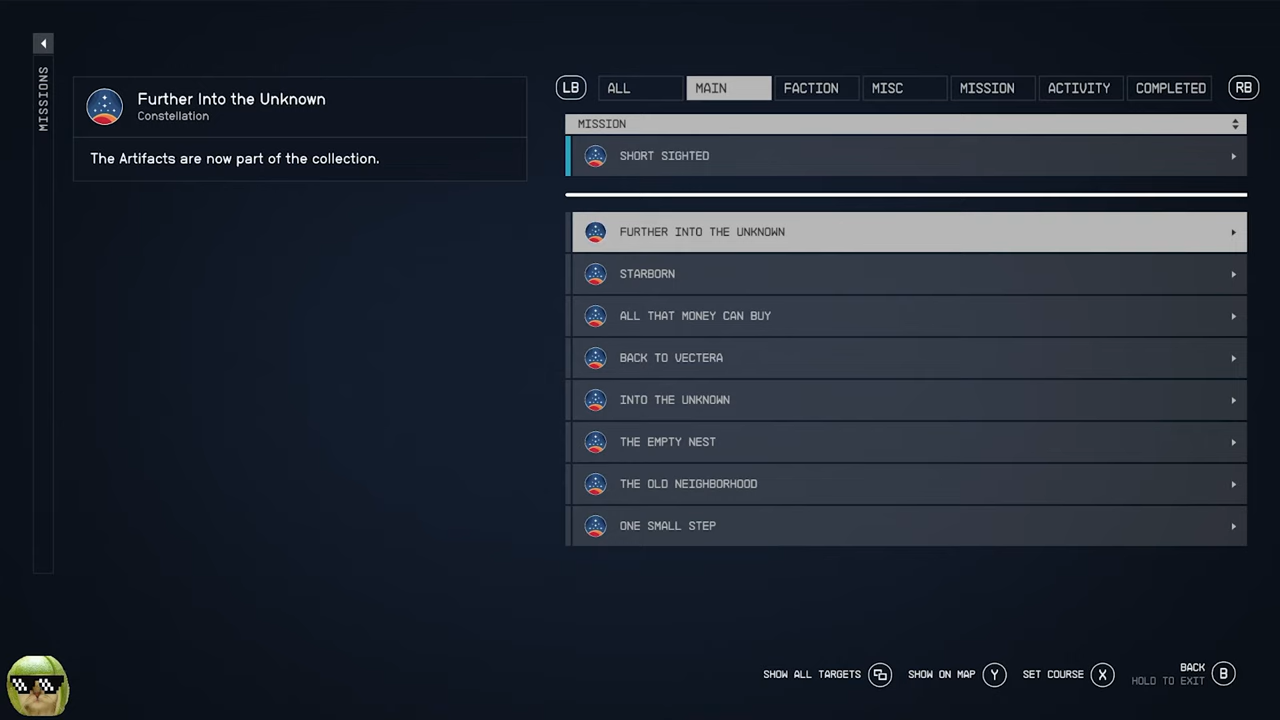 MISSIONS
Further Into the Unknown
Constellation
The Artifacts are now part of the collection.
LB ALL MAIN FACTION MISC MISSION ACTIVITY COMPLETED RB
MISSION
SHORT SIGHTED
FURTHER INTO THE UNKNOWN
STARBORN
ALL THAT MONEY CAN BUY
BACK TO VECTERA
INTO THE UNKNOWN
THE EMPTY NEST
THE OLD NEIGHBORHOOD
ONE SMALL STEP
SHOW ALL TARGETS SHOW ON MAP Y SET COURSE X BACK B
HOLD TO EXIT